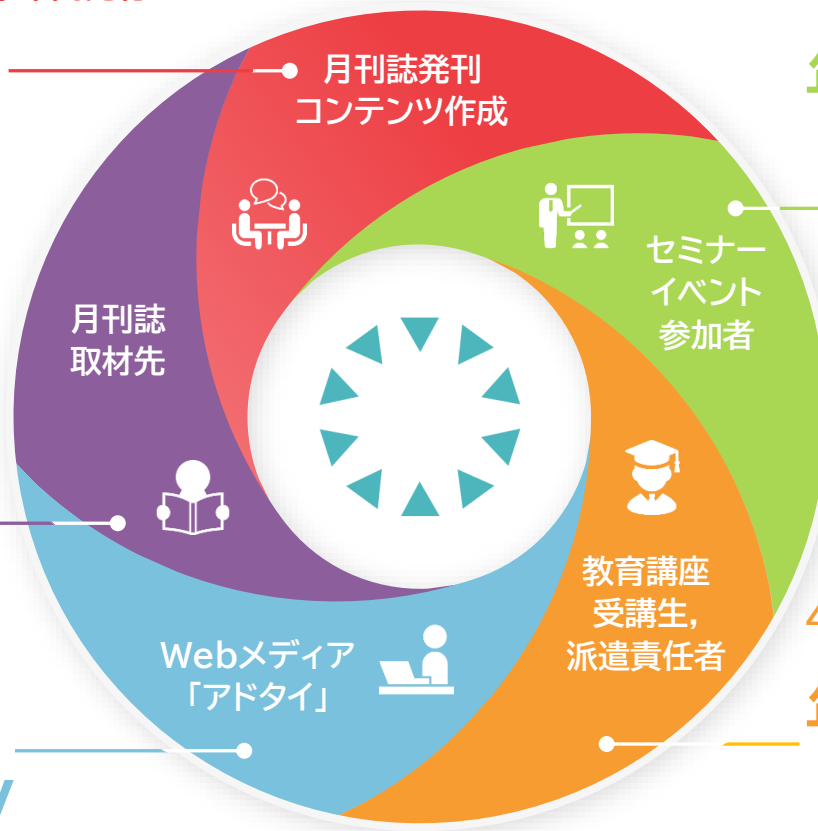 月刊誌発刊
コンテンツ作成
セミナー
イベント
参加者
月刊誌
取材先
教育講座
受講生,
派遣責任者
Webメディア
「アドタイ」